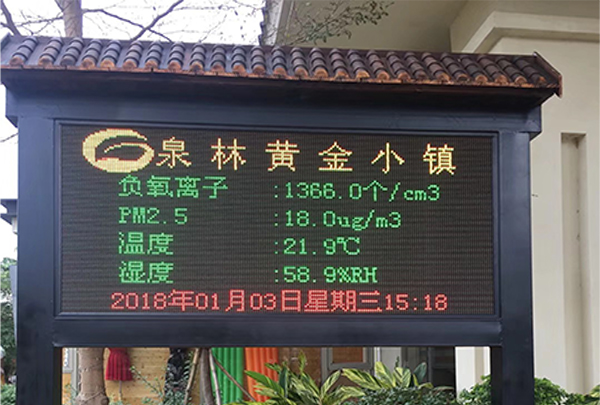 泉林黄金小镇
负氧离子 :1366.0个/cm3
PM2.5 :18.0ug/m3
温度 :21.9℃
湿度 :58.9%RH
2018年01月03日星期三15:18